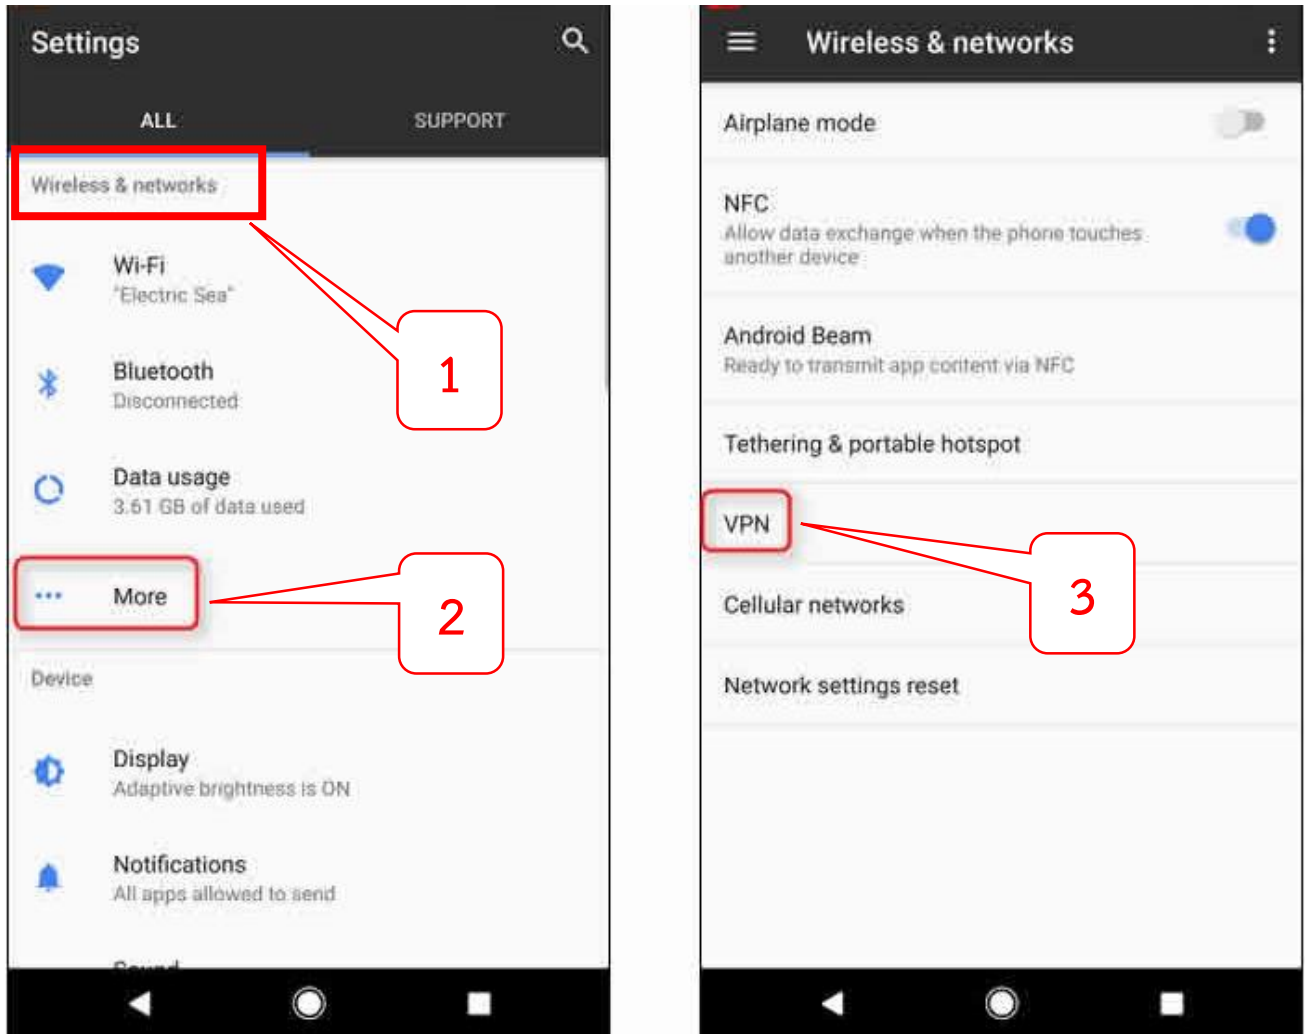 Settings
ALL
SUPPORT
Wireless & networks
Wi-Fi
"Electric Sea"
Bluetooth
Disconnected
1
Data usage
3.61 GB of data used
More
2
Device
Display
Adaptive brightness is ON
Notifications
All apps allowed to send
Sound
Wireless & networks
Airplane mode
NFC
Allow data exchange when the phone touches
another device
Android Beam
Ready to transmit app content via NFC
Tethering & portable hotspot
VPN
3
Cellular networks
Network settings reset